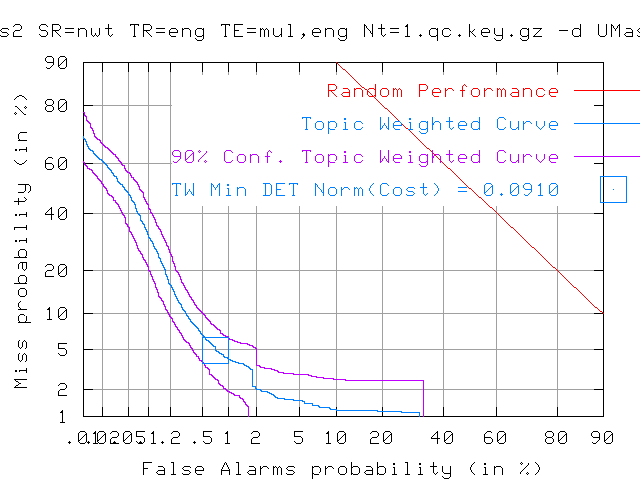 s2 SR=nwt TR=eng TE=mul,eng Nt=1.qc.key.gz -d UMas
90
80
60
40
20
10
5
2
1
Miss probability (in %)
Random Performance
Topic Weighted Curve
90% Conf. Topic Weighted Curve
TW Min DET Norm(Cost) = 0.0910
.2 .5 1 2 5 10 20 40 60 80 90
False Alarms probability (in %)